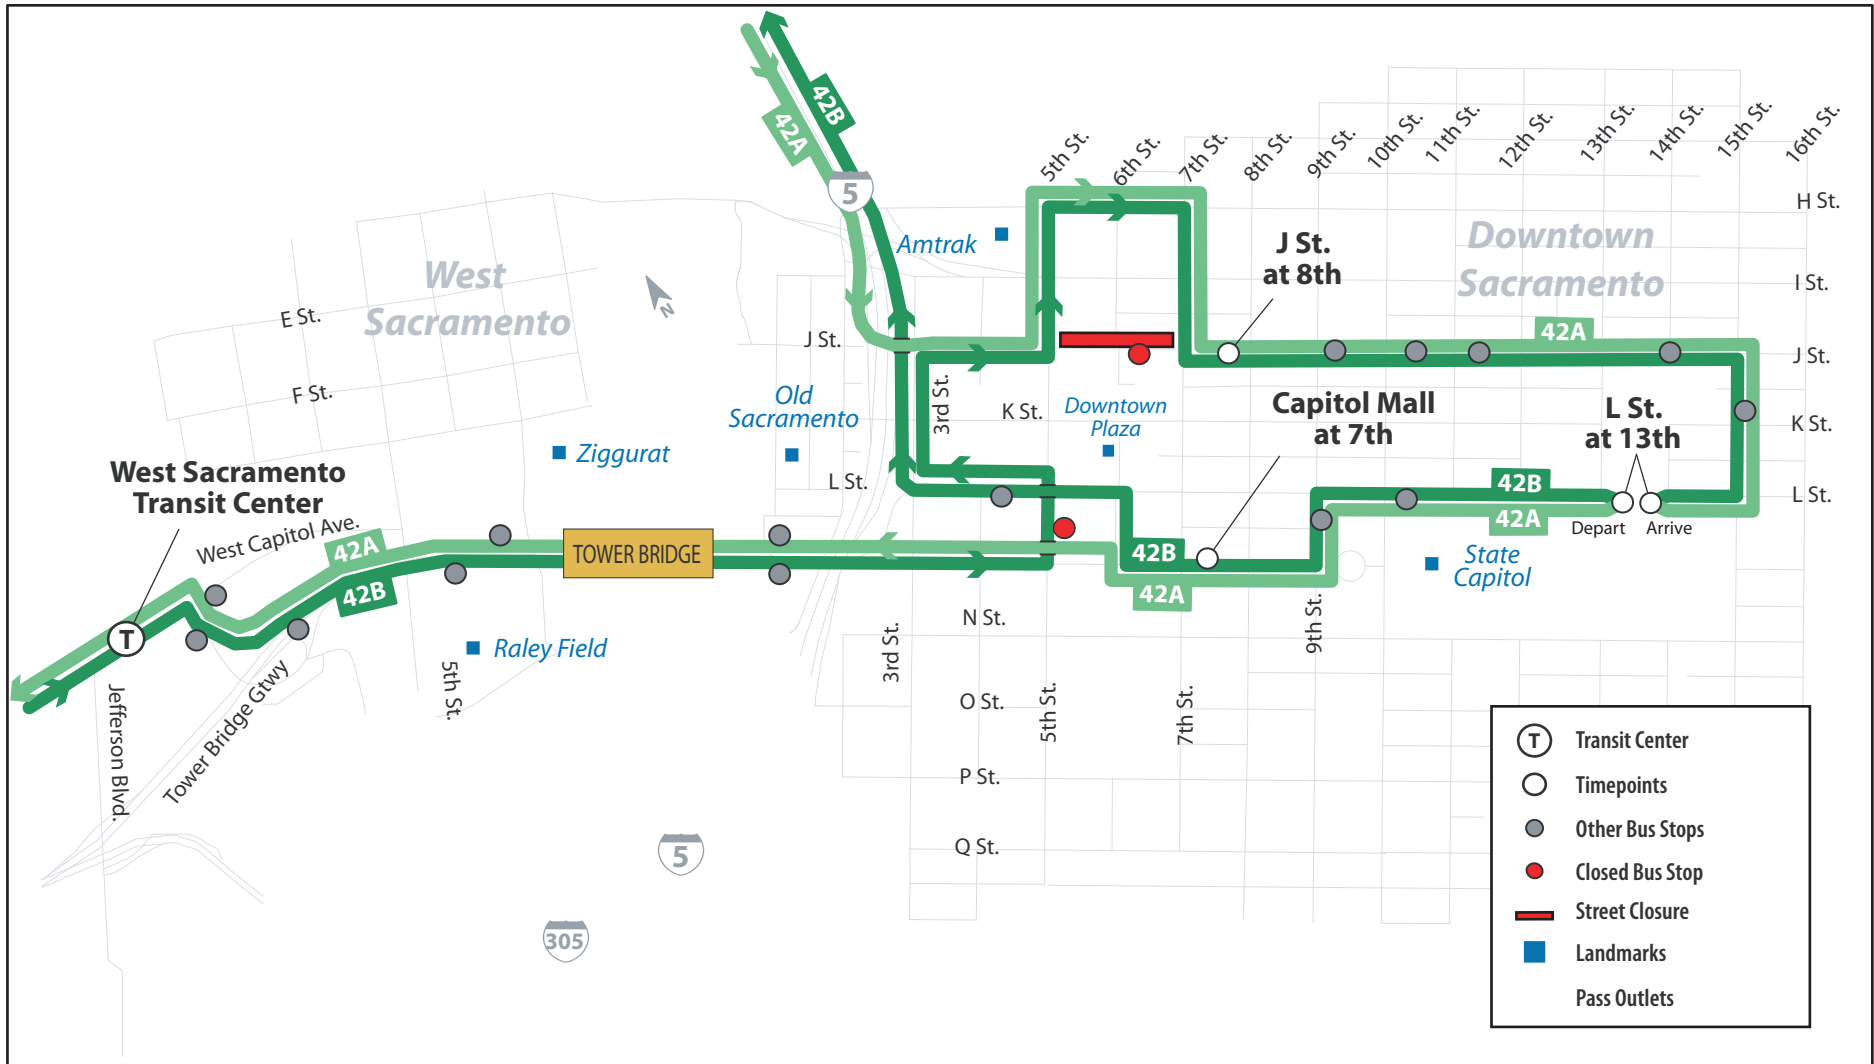 42B
42A
5
5th St.
6th St.
7th St.
8th St.
9th St.
10th St.
11th St.
12th St.
13th St.
14th St.
15th St.
16th St.
H St.
Amtrak
J St.
at 8th
Downtown
Sacramento
West
Sacramento
N
I St.
E St.
J St.
42A
J St.
F St.
Old
Sacramento
3rd St.
K St.
Downtown
Plaza
Capitol Mall
at 7th
L St.
at 13th
K St.
Ziggurat
West Sacramento
Transit Center
L St.
42B
L St.
42A
Depart
Arrive
West Capitol Ave.
42A
TOWER BRIDGE
42B
State
Capitol
42B
42A
N St.
9th St.
T
Raley Field
3rd St.
5th St.
Jefferson Blvd.
Tower Bridge Gtwy
O St.
5th St.
7th St.
P St.
Q St.
5
305
T
Transit Center
Timepoints
Other Bus Stops
Closed Bus Stop
Street Closure
Landmarks
Pass Outlets